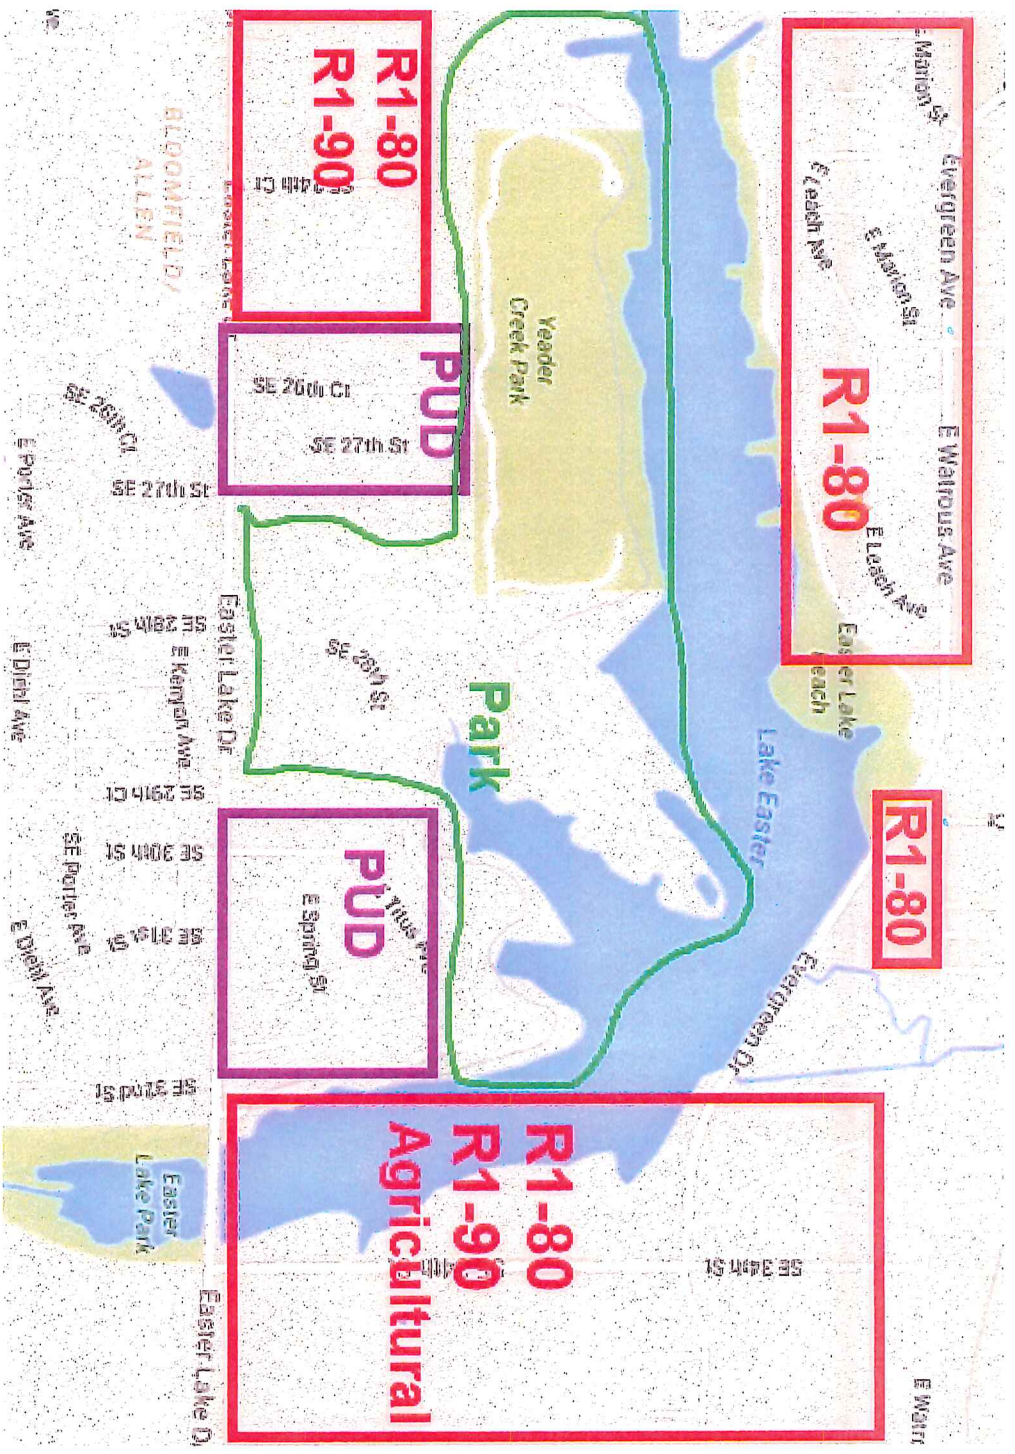 E Marion St
Evergreen Ave
E Walrous Ave
E Marion St
E Leach Ave
E Leach Ave
R1-80
R1-80
Easter Lake
Beach
Lake Easter
Evergreen Dr
Yeader
Creek Park
Park
R1-80
R1-90
PUD
SE 26th Ct
SE 27th St
SE 27th St
SE 26th Ct
SE 28th St
PUD
E Spring St
R1-80
R1-90
Agricultural
SE 34th St
Easter Lake Dr
SE 28th St
E Kenyon Ave
SE 29th Ct
SE 30th St
SE 31st St
SE 32nd St
SE Porter Ave
E Porter Ave
E Diehl Ave
E Diehl Ave
BLOOMFIELD /
ALLEN
Easter
Lake Park
Easter Lake D
E Walr